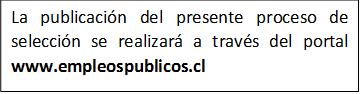 La publicación del presente proceso de
selección se realizará a través del portal
www.empleospublicos.cl